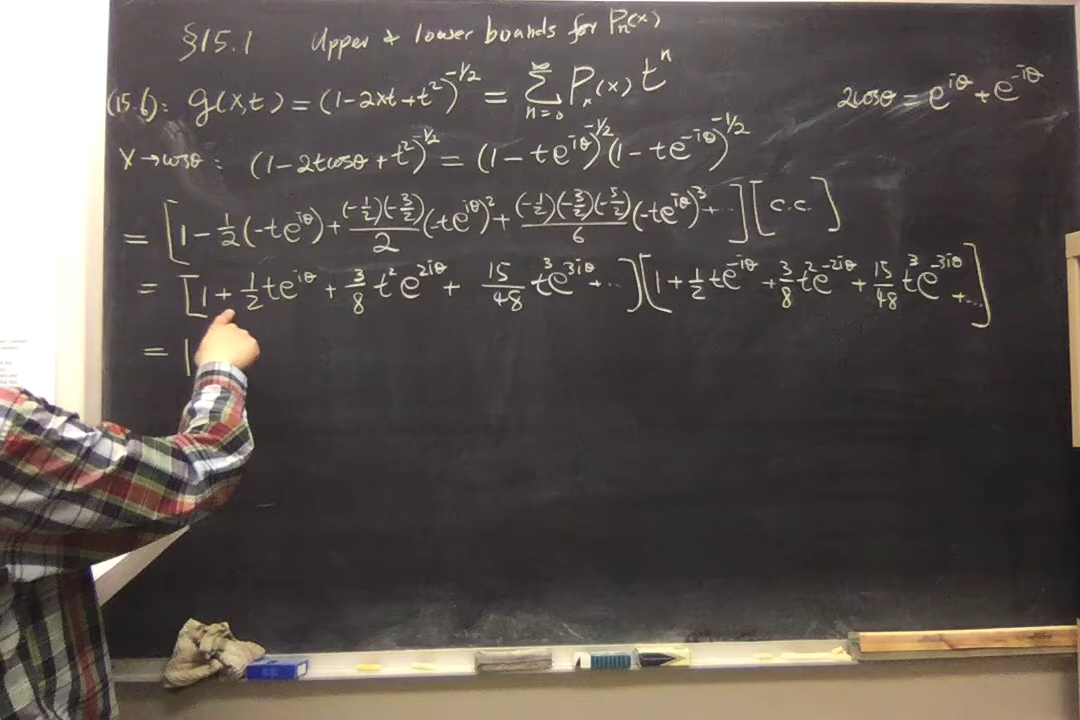 §15.1 Upper & lower bounds for Pₙ(x)
(15.6): g(x,t) = (1-2xt+t²)^{-1/2} = ∑_{n=0}^{∞} Pₙ(x) tⁿ
2cosθ = e^{iθ} + e^{-iθ}
X → cosθ : (1-2tcosθ+t²)^{-1/2} = (1-te^{iθ})^{-1/2}(1-te^{-iθ})^{-1/2}
= [1 - 1/2(-te^{iθ}) + (-1/2)(-3/2)/2 (-te^{iθ})² + (-1/2)(-3/2)(-5/2)/6 (-te^{iθ})³ + ...][c.c.]
= [1 + 1/2 te^{iθ} + 3/8 t²e^{2iθ} + 15/48 t³e^{3iθ} + ...][1 + 1/2 te^{-iθ} + 3/8 t²e^{-2iθ} + 15/48 t³e^{-3iθ} + ...]
= 1